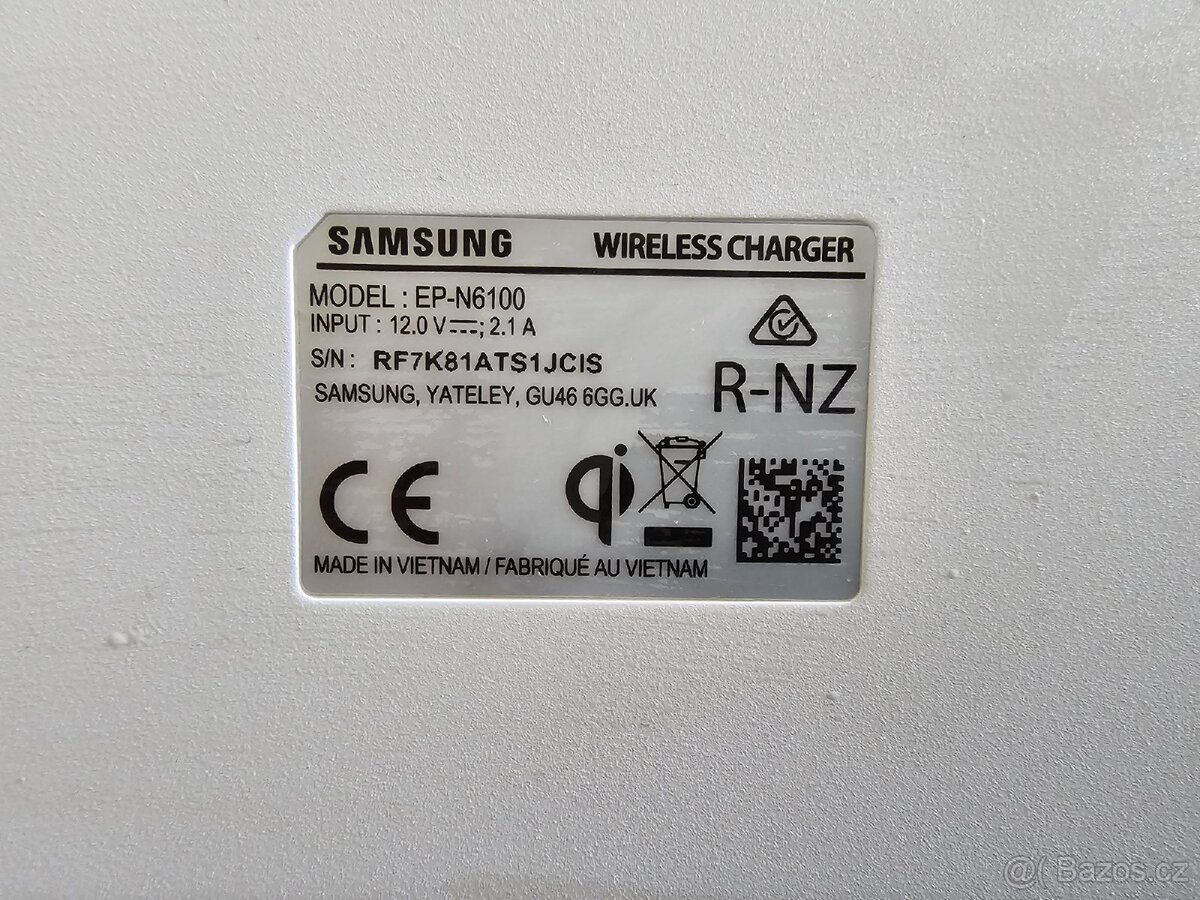 SAMSUNG WIRELESS CHARGER
MODEL : EP-N6100
INPUT : 12.0 V⎓; 2.1 A
S/N : RF7K81ATS1JCIS
SAMSUNG, YATELEY, GU46 6GG.UK
R-NZ
CE qi
MADE IN VIETNAM / FABRIQUÉ AU VIETNAM
@( Bazos.cz